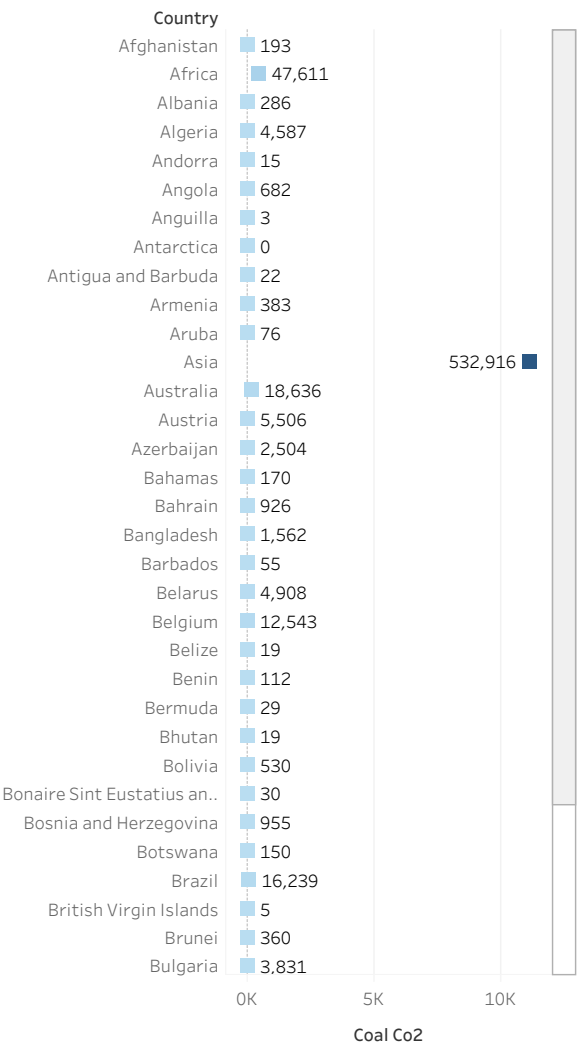 Country
Afghanistan 193
Africa 47,611
Albania 286
Algeria 4,587
Andorra 15
Angola 682
Anguilla 3
Antarctica 0
Antigua and Barbuda 22
Armenia 383
Aruba 76
Asia 532,916
Australia 18,636
Austria 5,506
Azerbaijan 2,504
Bahamas 170
Bahrain 926
Bangladesh 1,562
Barbados 55
Belarus 4,908
Belgium 12,543
Belize 19
Benin 112
Bermuda 29
Bhutan 19
Bolivia 530
Bonaire Sint Eustatius an.. 30
Bosnia and Herzegovina 955
Botswana 150
Brazil 16,239
British Virgin Islands 5
Brunei 360
Bulgaria 3,831
0K 5K 10K
Coal Co2